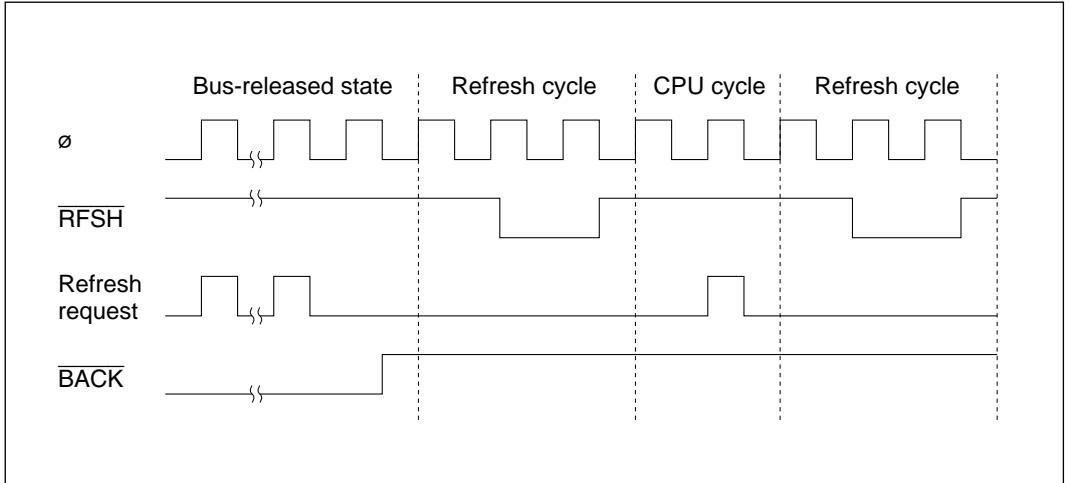 Bus-released state Refresh cycle CPU cycle Refresh cycle
ø
RFSH
Refresh
request
BACK